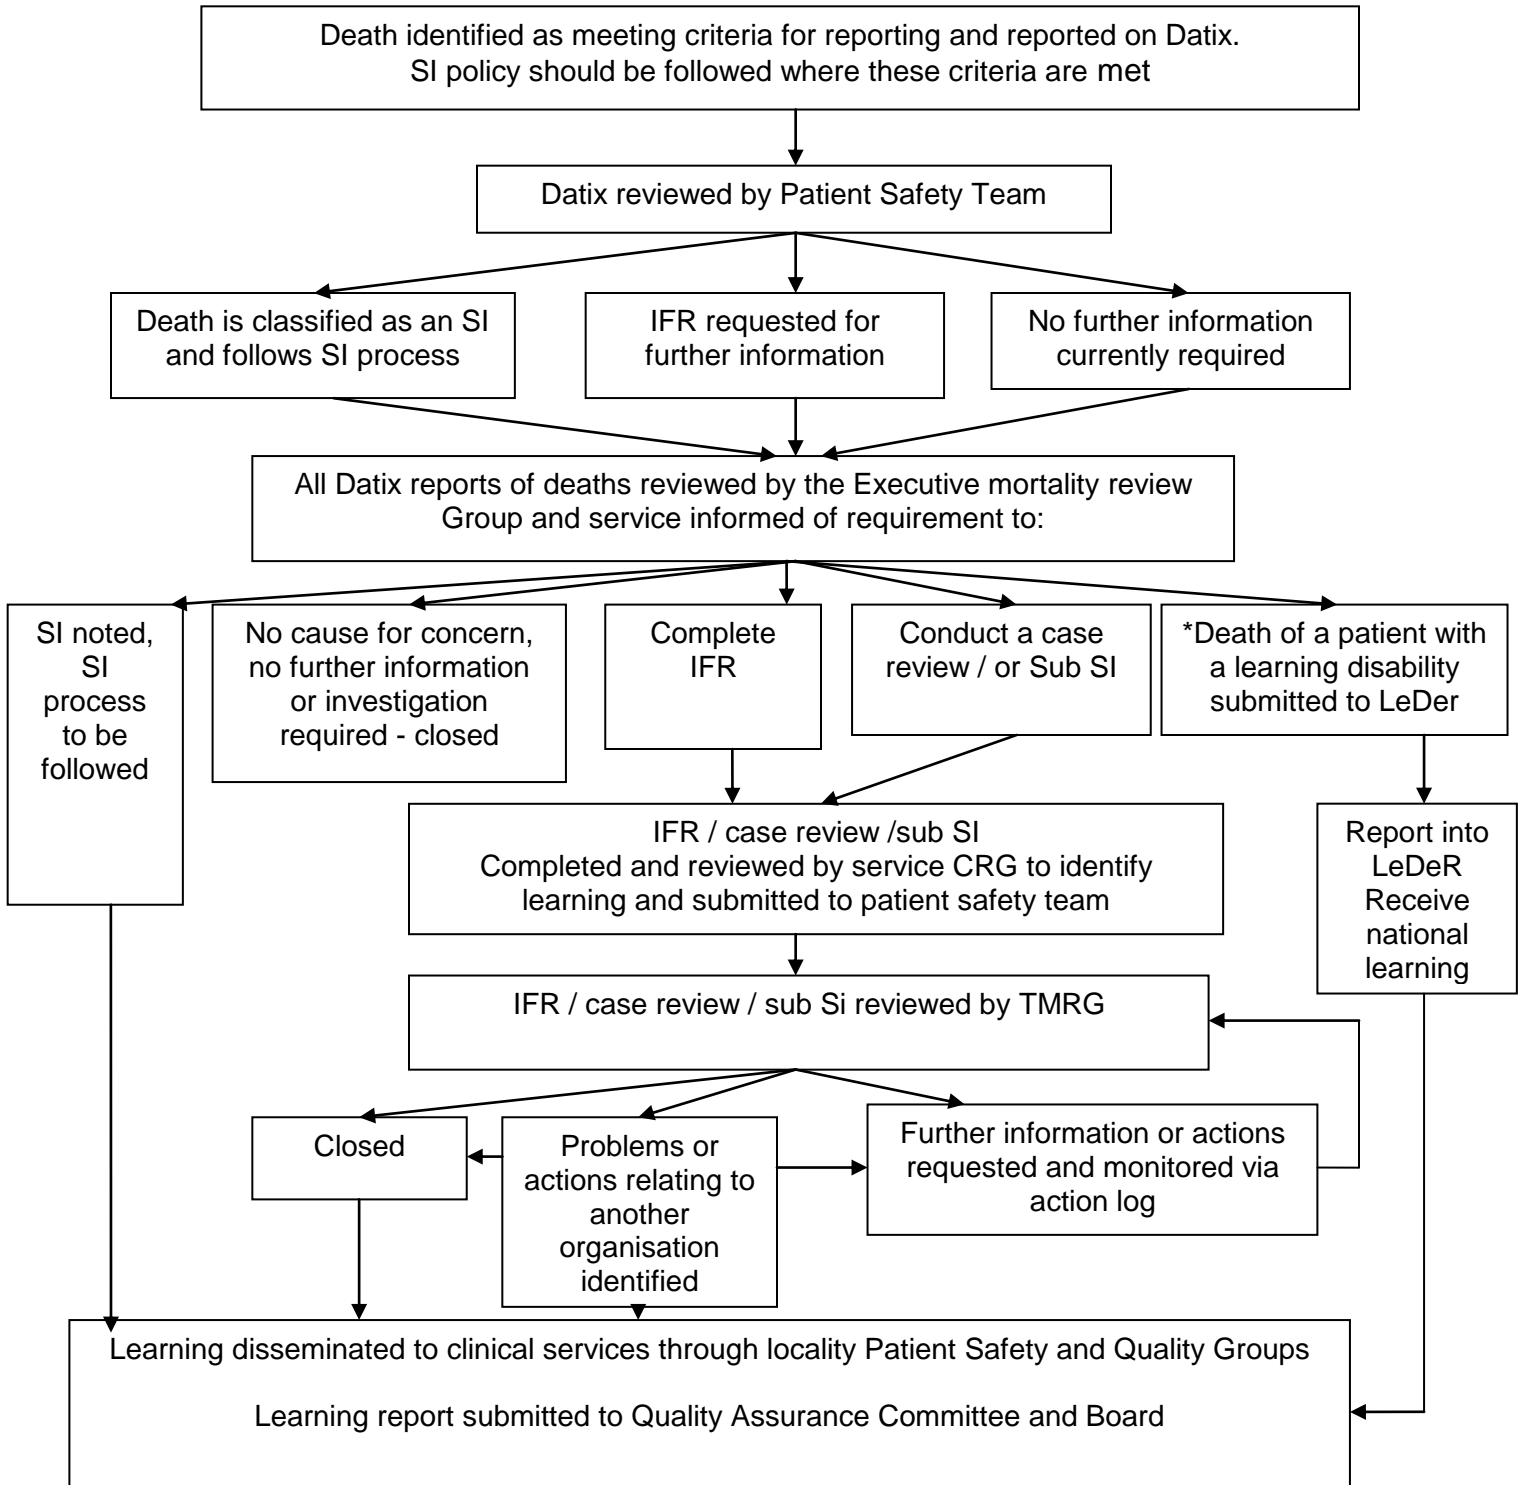 Death identified as meeting criteria for reporting and reported on Datix.
SI policy should be followed where these criteria are met
Datix reviewed by Patient Safety Team
Death is classified as an SI
and follows SI process
IFR requested for
further information
No further information
currently required
All Datix reports of deaths reviewed by the Executive mortality review
Group and service informed of requirement to:
SI noted,
SI
process
to be
followed
No cause for concern,
no further information
or investigation
required - closed
Complete
IFR
Conduct a case
review / or Sub SI
*Death of a patient with
a learning disability
submitted to LeDer
IFR / case review /sub SI
Completed and reviewed by service CRG to identify
learning and submitted to patient safety team
Report into
LeDeR
Receive
national
learning
IFR / case review / sub Si reviewed by TMRG
Closed
Problems or
actions relating to
another
organisation
identified
Further information or actions
requested and monitored via
action log
Learning disseminated to clinical services through locality Patient Safety and Quality Groups
Learning report submitted to Quality Assurance Committee and Board